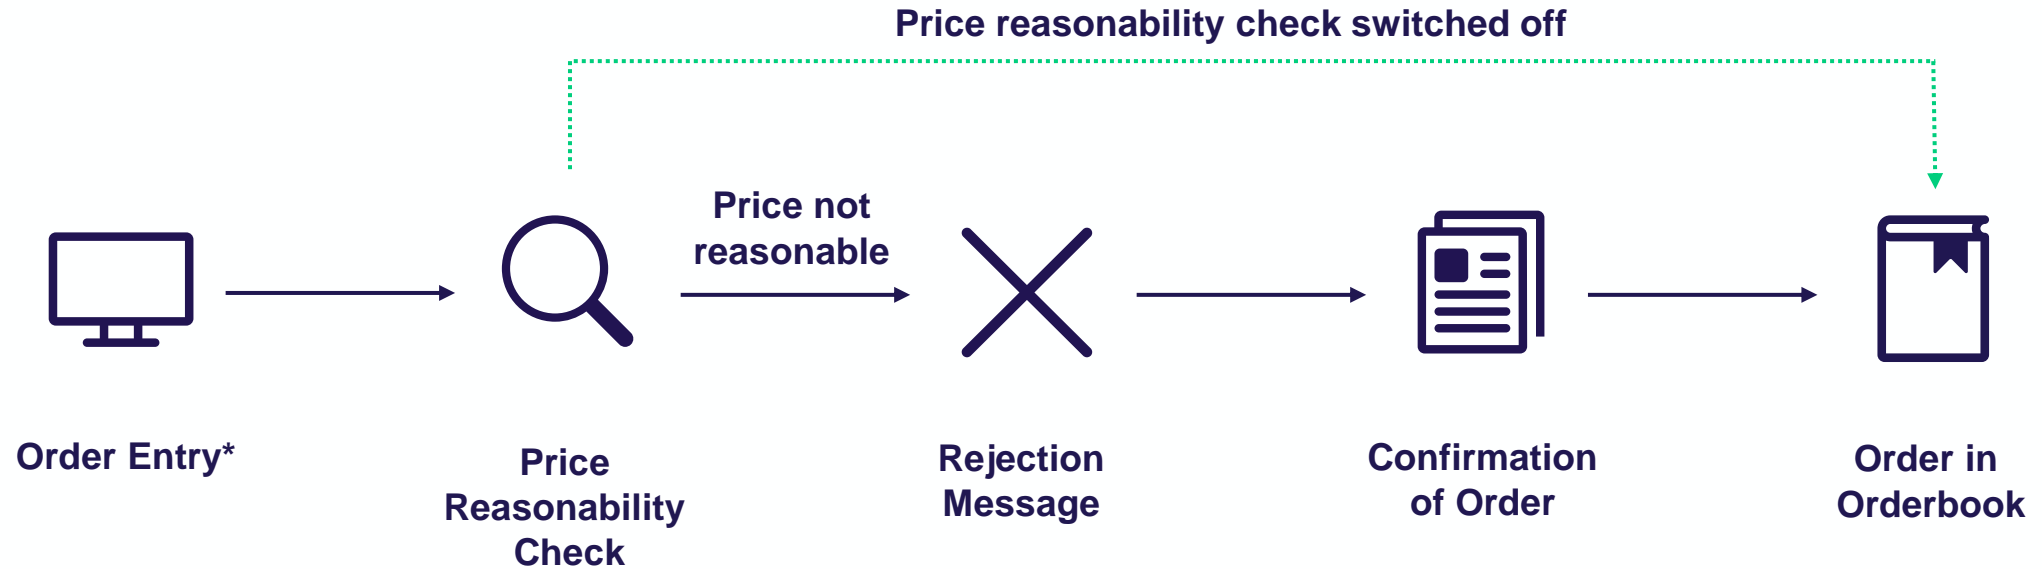 Price reasonability check switched off
Price not
reasonable
Order Entry*
Price
Reasonability
Check
Rejection
Message
Confirmation
of Order
Order in
Orderbook